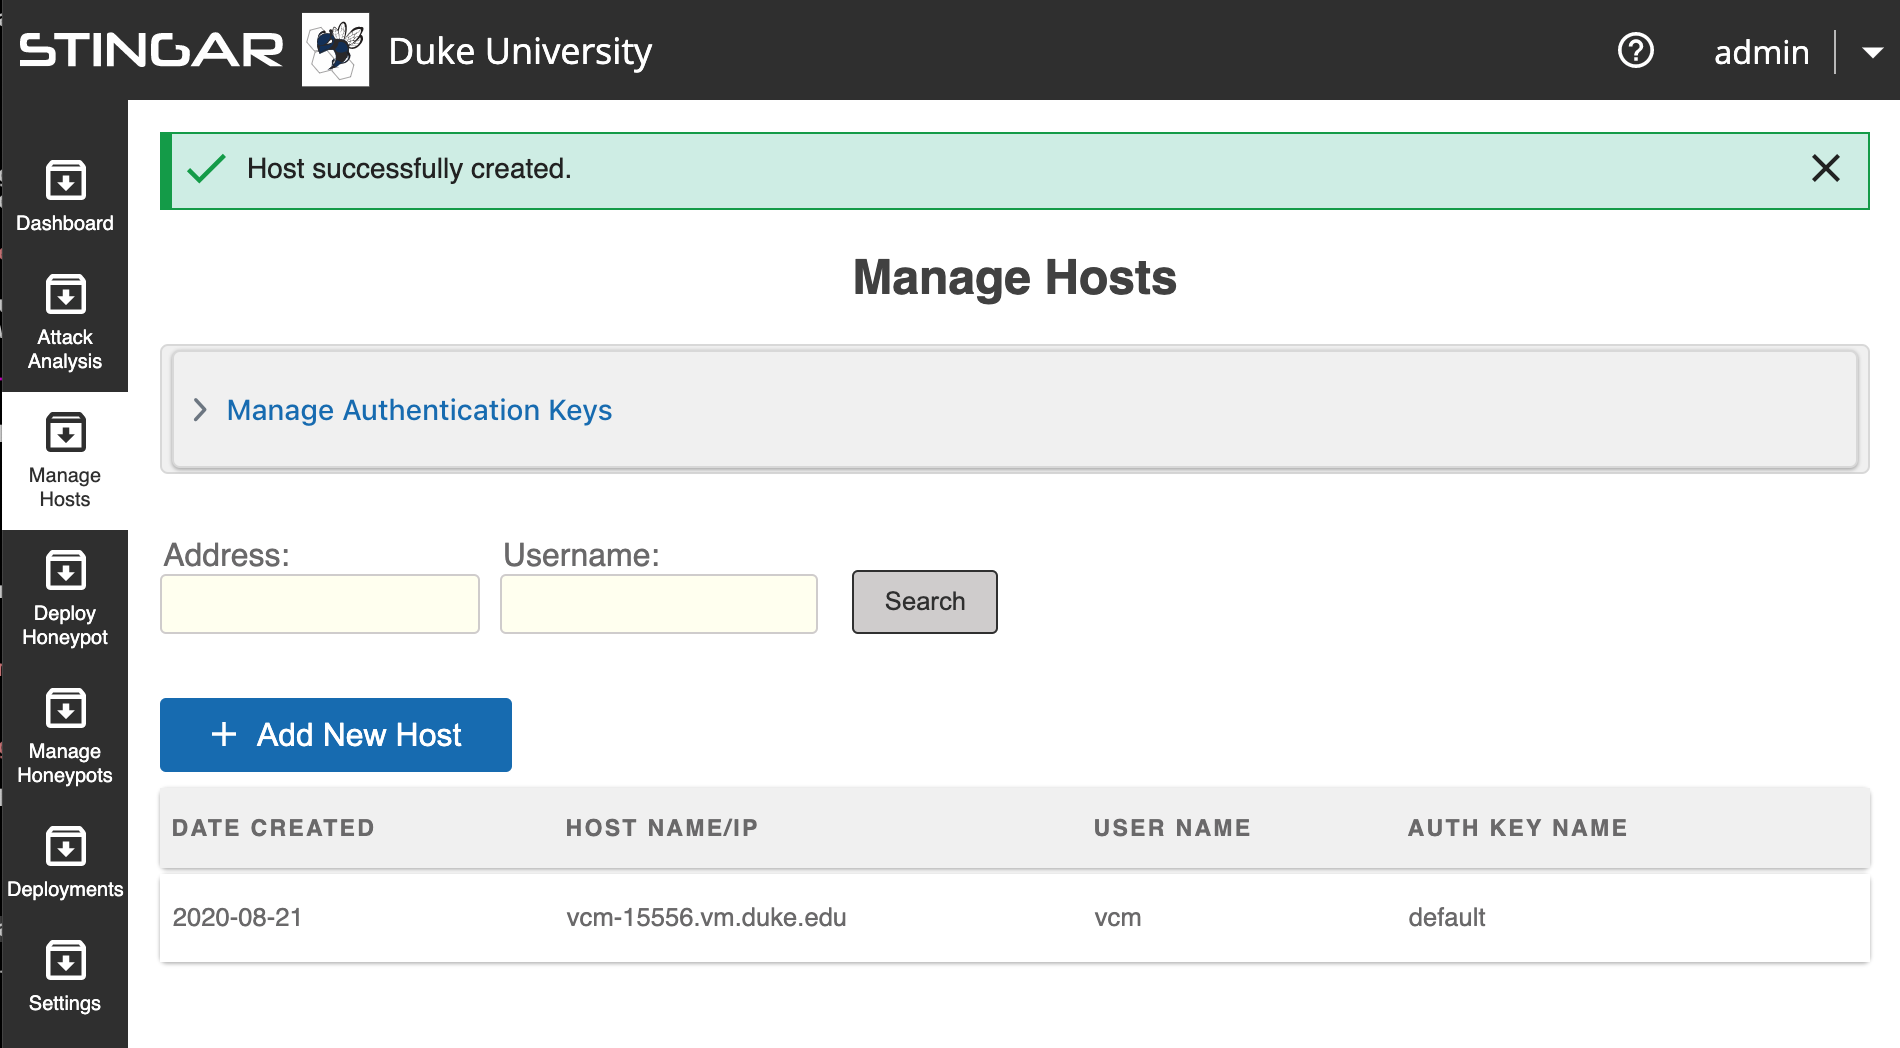 STINGAR Duke University
admin
Dashboard
Attack
Analysis
Manage
Hosts
Deploy
Honeypot
Manage
Honeypots
Deployments
Settings
Host successfully created.
Manage Hosts
Manage Authentication Keys
Address: Username:
Search
+ Add New Host
DATE CREATED HOST NAME/IP USER NAME AUTH KEY NAME
2020-08-21 vcm-15556.vm.duke.edu vcm default